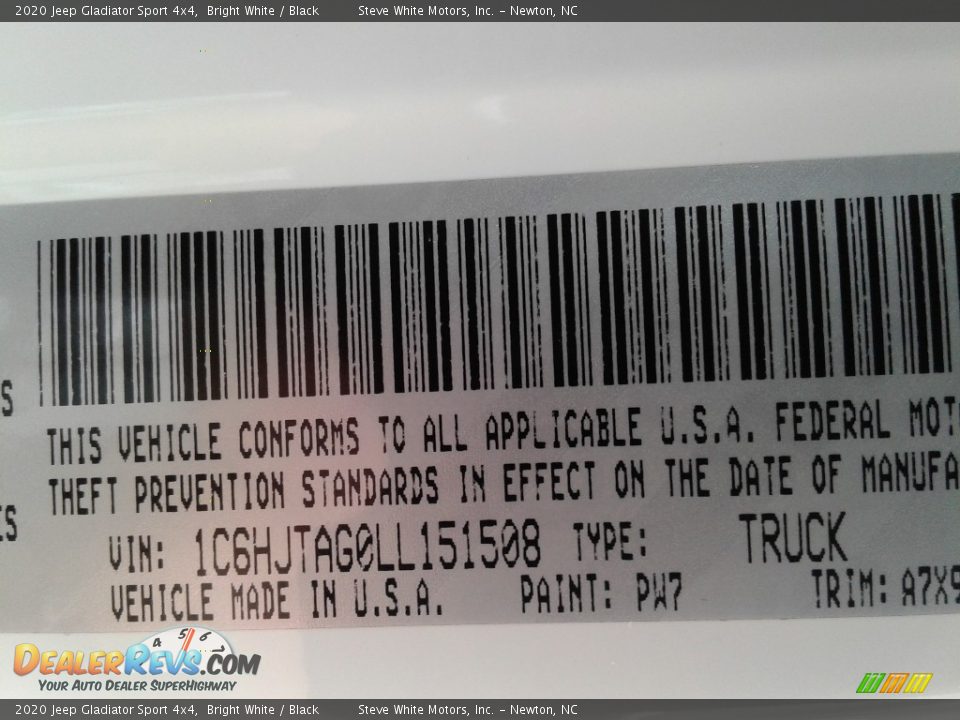 2020 Jeep Gladiator Sport 4x4, Bright White / Black Steve White Motors, Inc. - Newton, NC
THIS VEHICLE CONFORMS TO ALL APPLICABLE U.S.A. FEDERAL MOT
THEFT PREVENTION STANDARDS IN EFFECT ON THE DATE OF MANUFA
VIN: 1C6HJTAG0LL151508 TYPE: TRUCK
VEHICLE MADE IN U.S.A. PAINT: PW7 TRIM: A7X9
4 5 6
DEALERREVS.COM
YOUR AUTO DEALER SUPERHIGHWAY
2020 Jeep Gladiator Sport 4x4, Bright White / Black Steve White Motors, Inc. - Newton, NC